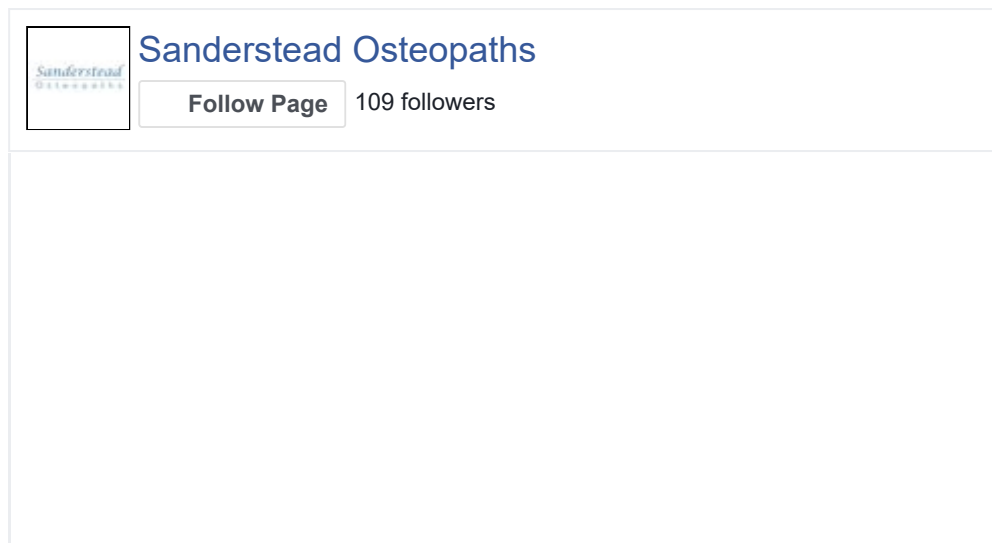 Sanderstead Osteopaths
Sanderstead
Osteopaths
Follow Page
109 followers